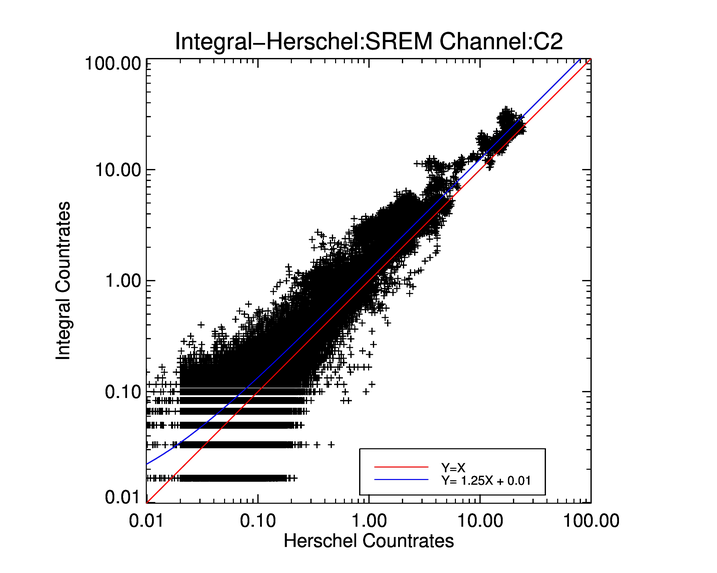 Integral−Herschel:SREM Channel:C2
100.00
10.00
1.00
0.10
0.01
Integral Countrates
0.01 0.10 1.00 10.00 100.00
Herschel Countrates
Y=X
Y= 1.25X + 0.01